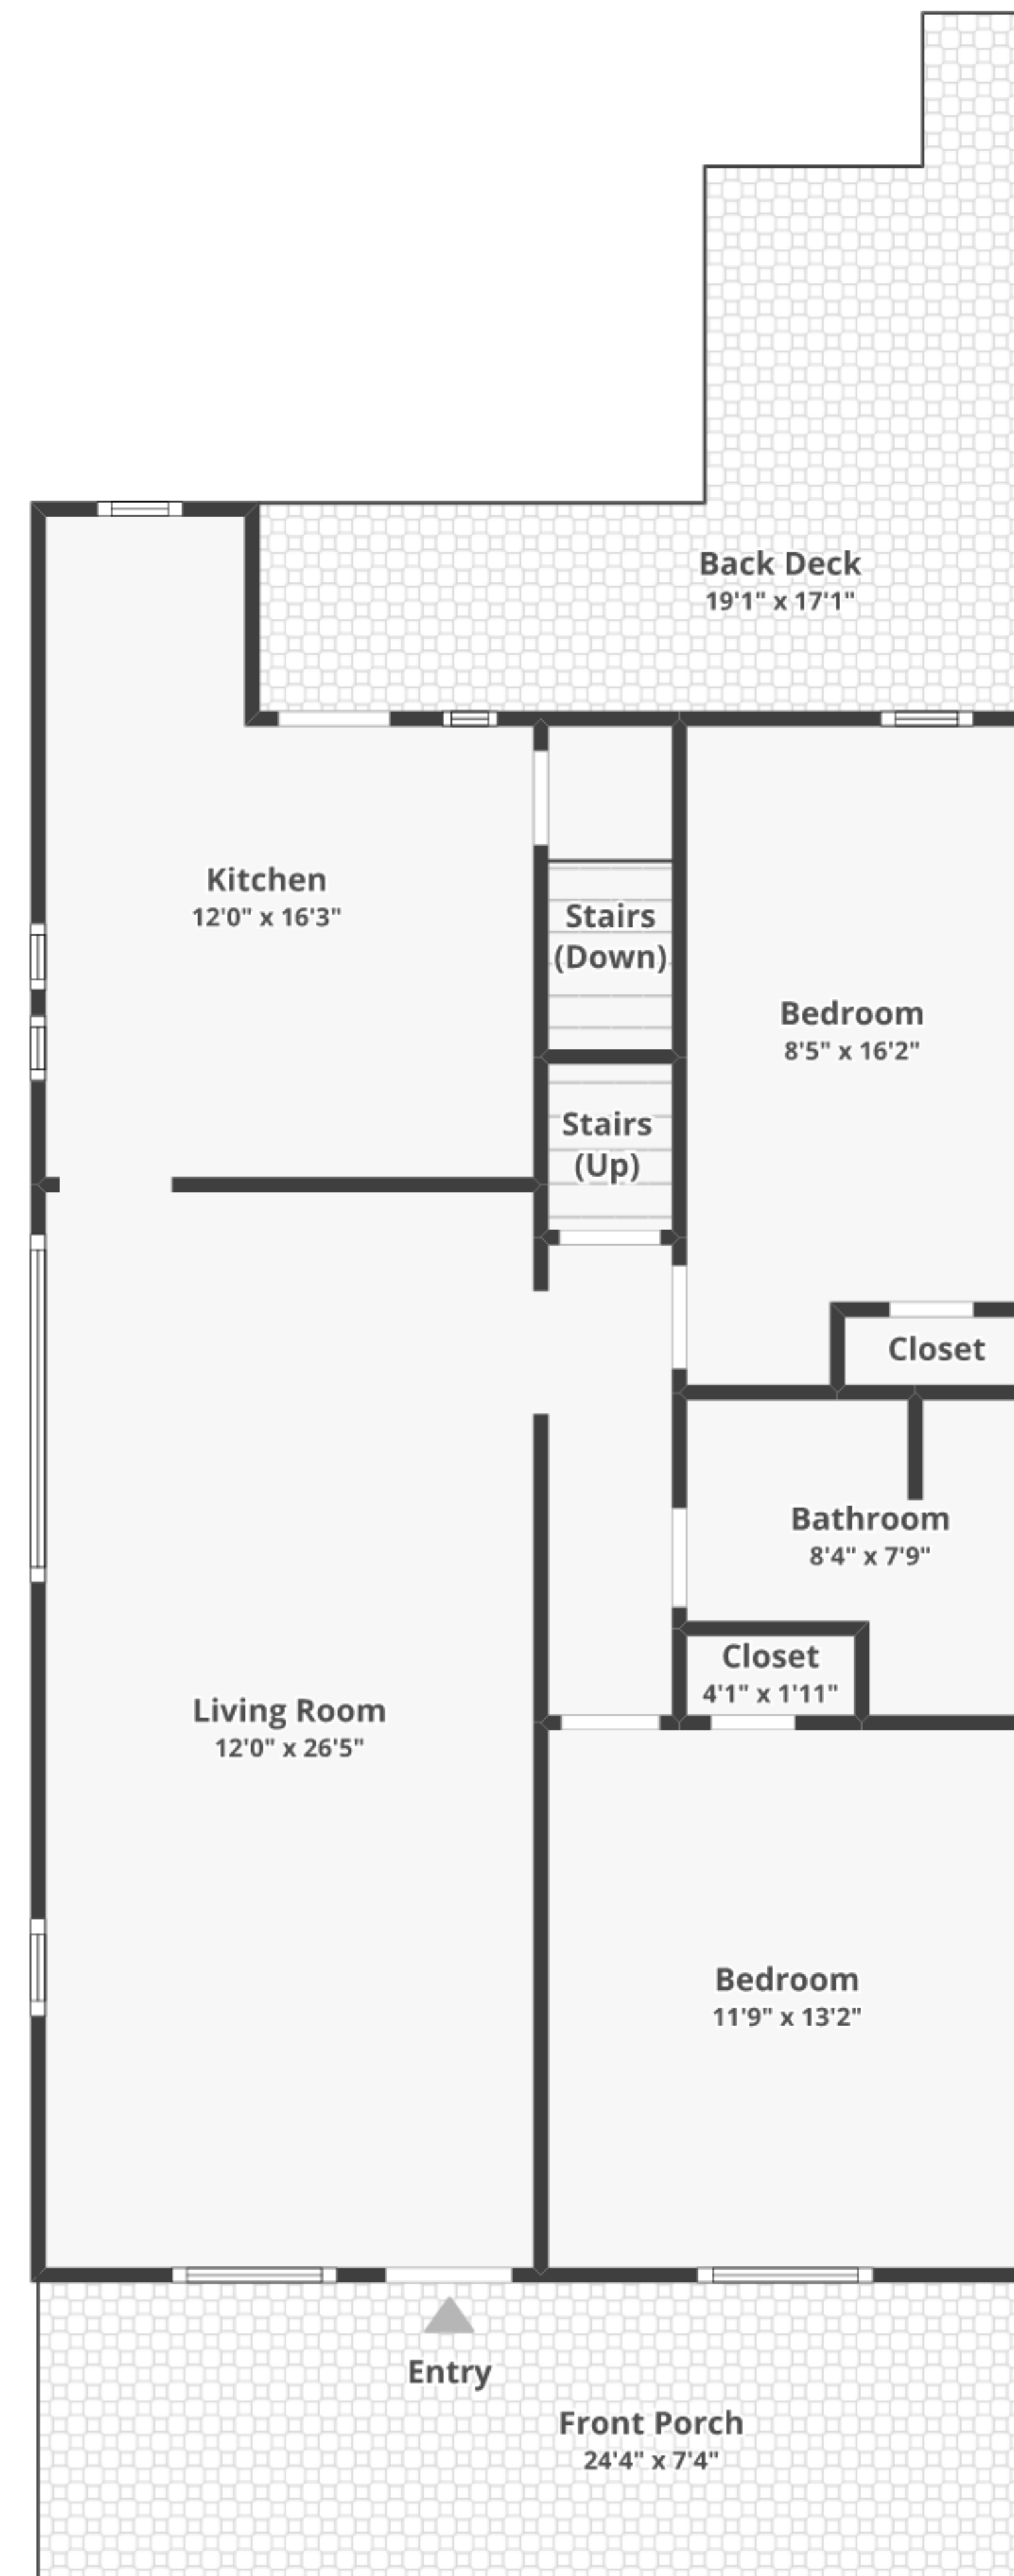 Back Deck
19'1" x 17'1"
Kitchen
12'0" x 16'3"
Stairs
(Down)
Bedroom
8'5" x 16'2"
Stairs
(Up)
Closet
Bathroom
8'4" x 7'9"
Closet
4'1" x 1'11"
Living Room
12'0" x 26'5"
Bedroom
11'9" x 13'2"
Entry
Front Porch
24'4" x 7'4"